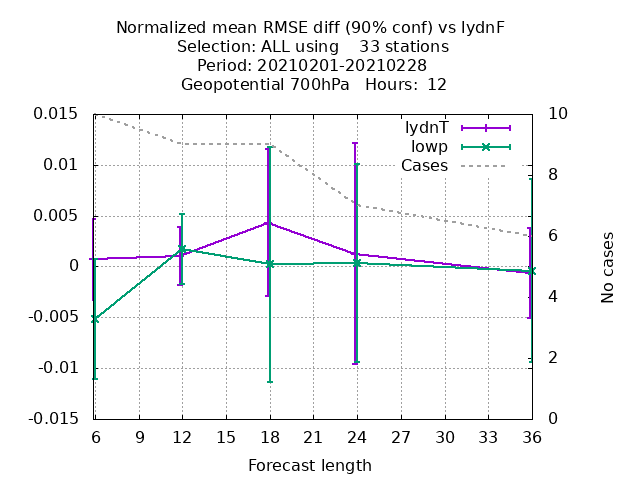 Normalized mean RMSE diff (90% conf) vs lydnF
Selection: ALL using    33 stations
Period: 20210201-20210228
Geopotential 700hPa   Hours:  12
0.015
0.01
0.005
0
-0.005
-0.01
-0.015
10
8
6
4
2
0
lydnT
lowp
Cases
No cases
6 9 12 15 18 21 24 27 30 33 36
Forecast length